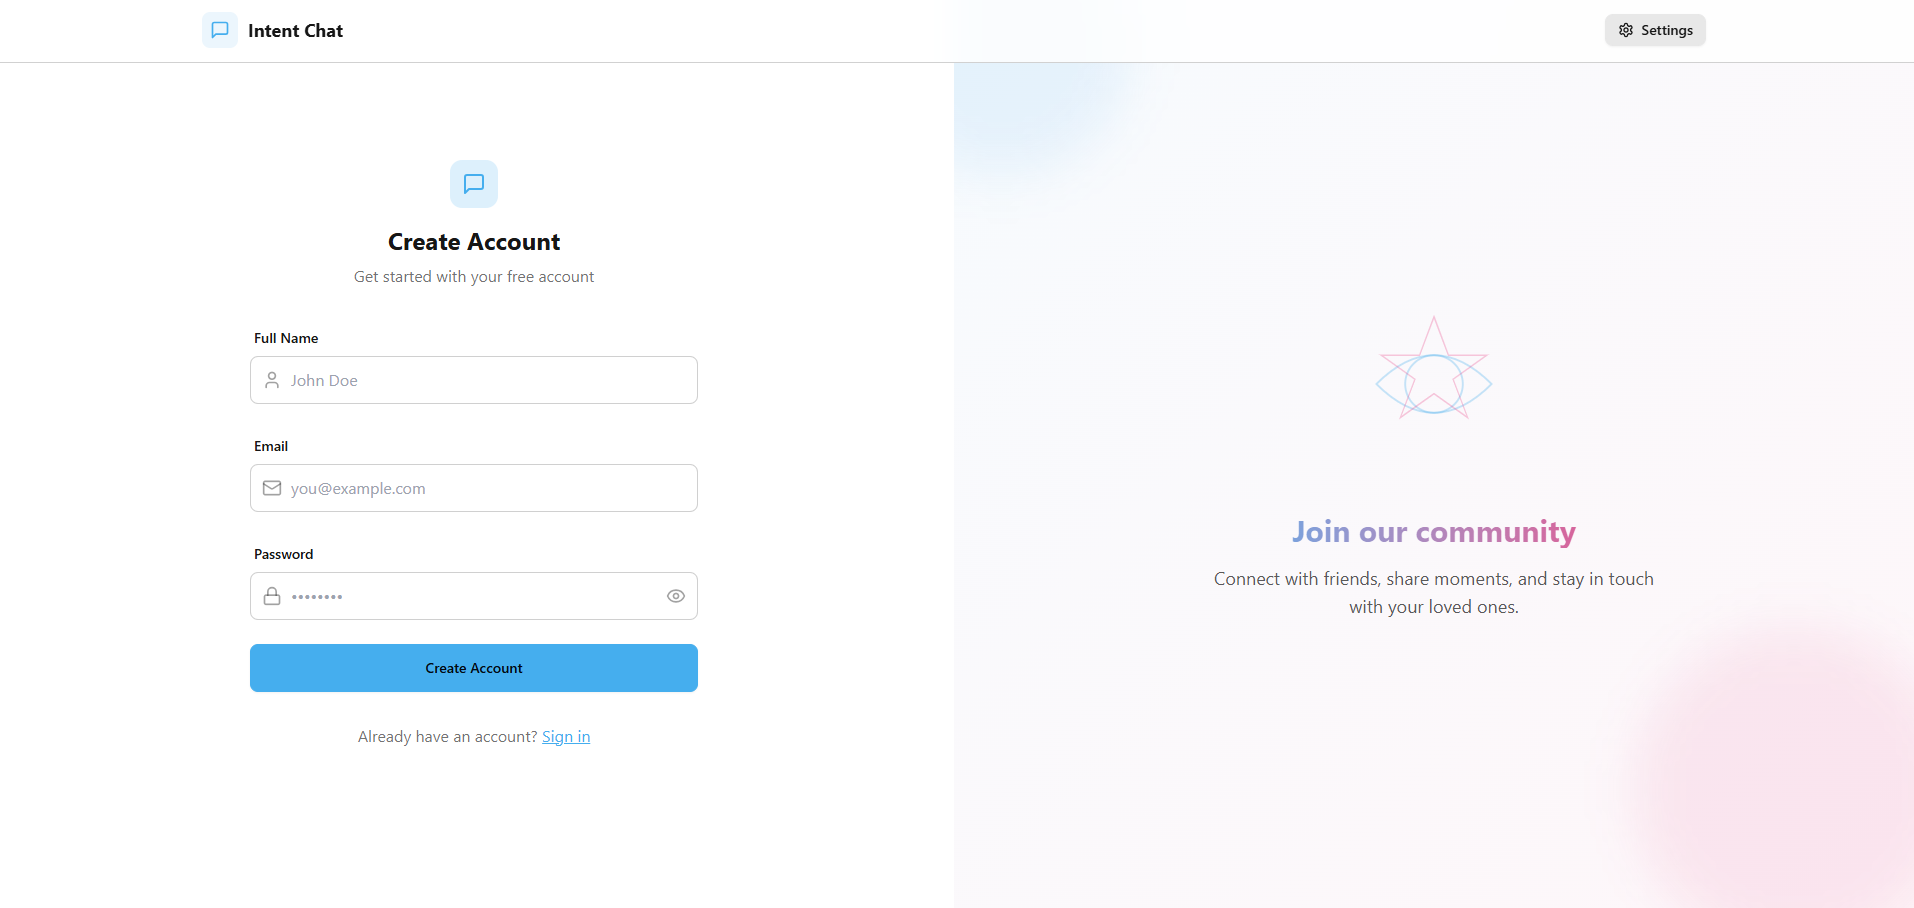 Intent Chat
Settings
Create Account
Get started with your free account
Full Name
John Doe
Email
you@example.com
Password
••••••••
Create Account
Already have an account? Sign in
Join our community
Connect with friends, share moments, and stay in touch
with your loved ones.